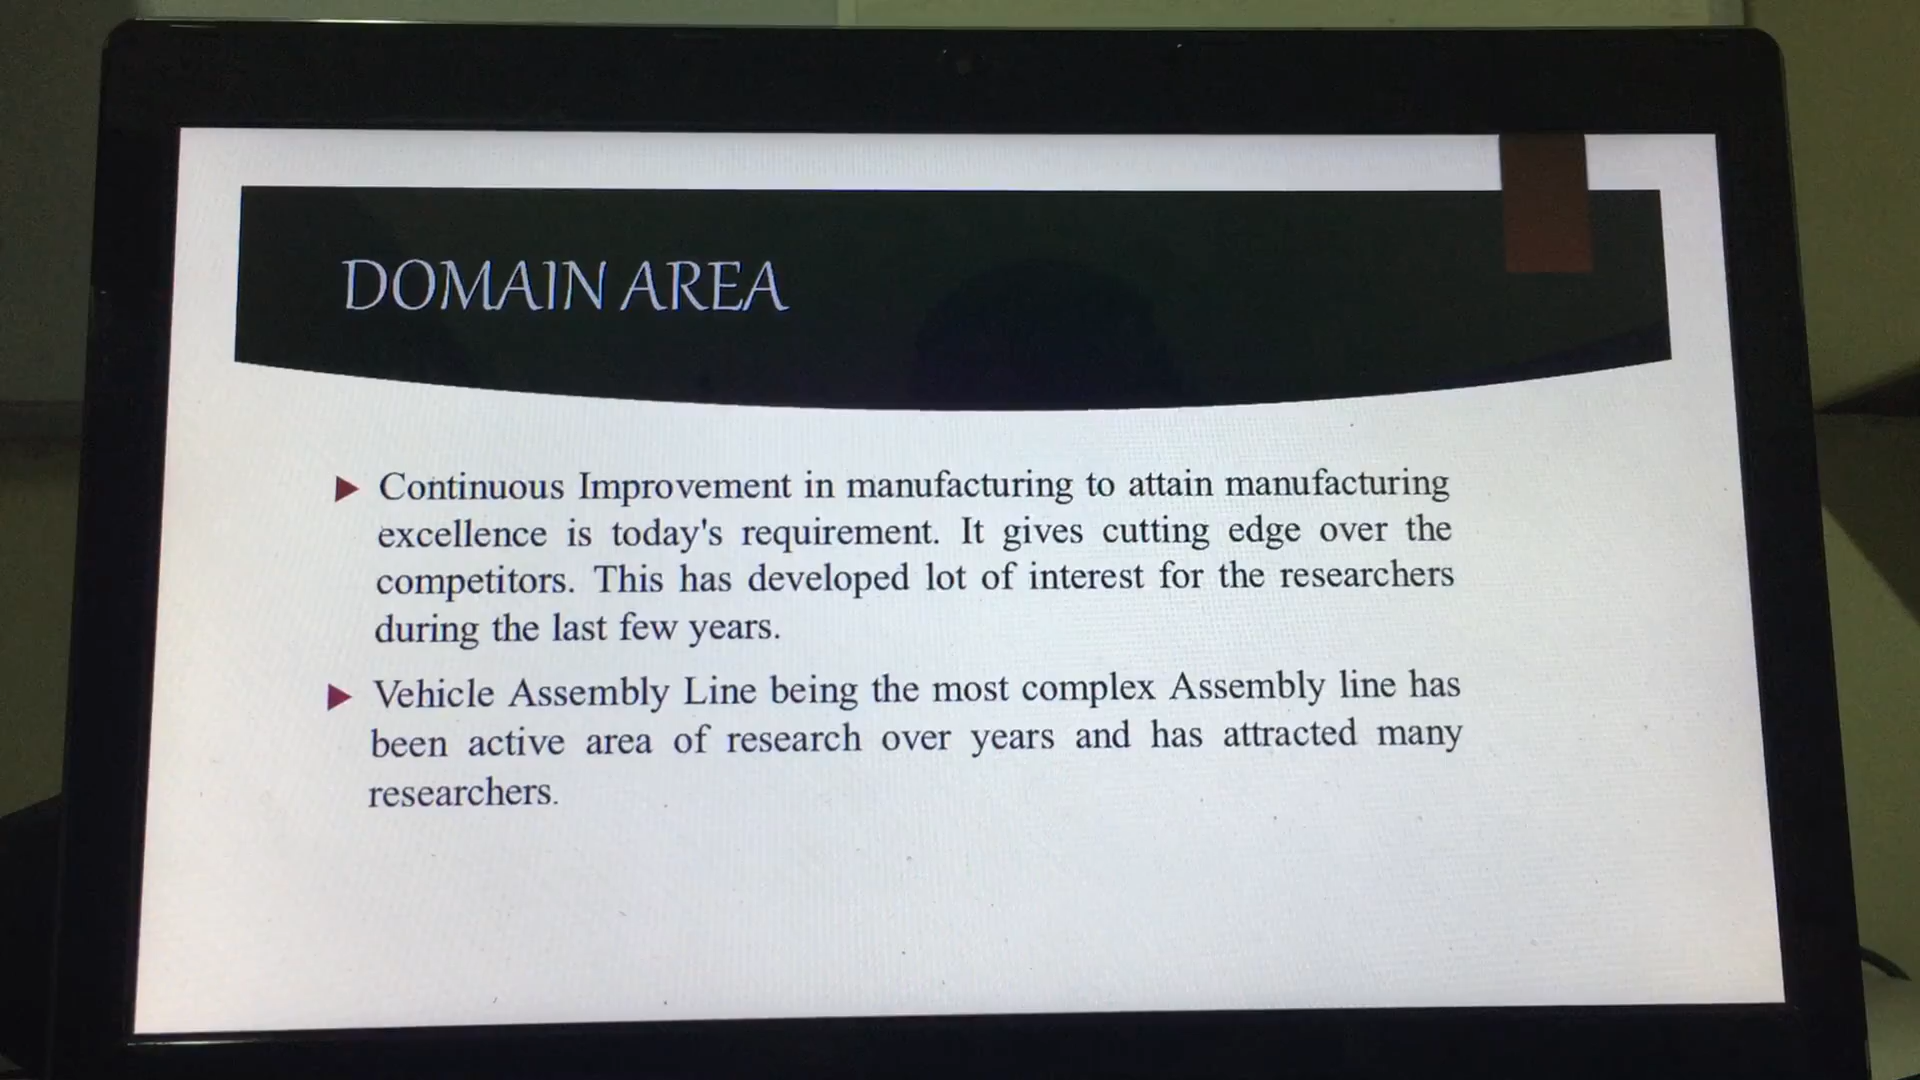 DOMAIN AREA
Continuous Improvement in manufacturing to attain manufacturing
excellence is today's requirement. It gives cutting edge over the
competitors. This has developed lot of interest for the researchers
during the last few years.
Vehicle Assembly Line being the most complex Assembly line has
been active area of research over years and has attracted many
researchers.